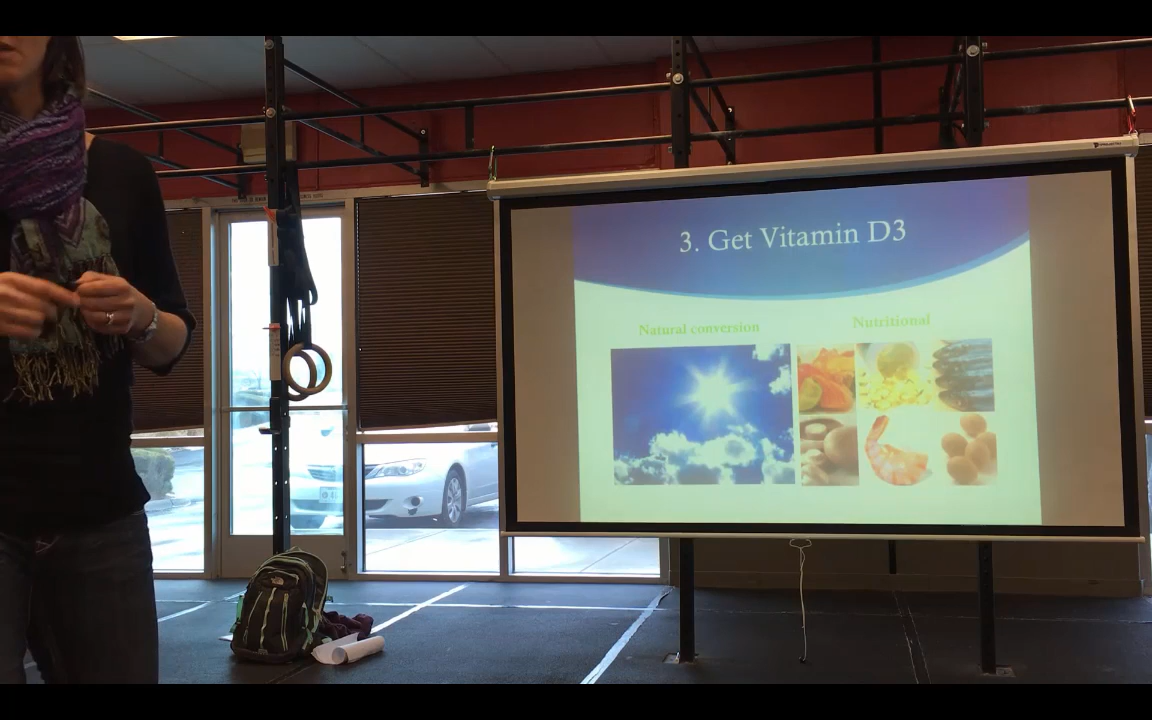 3. Get Vitamin D3
Natural conversion
Nutritional